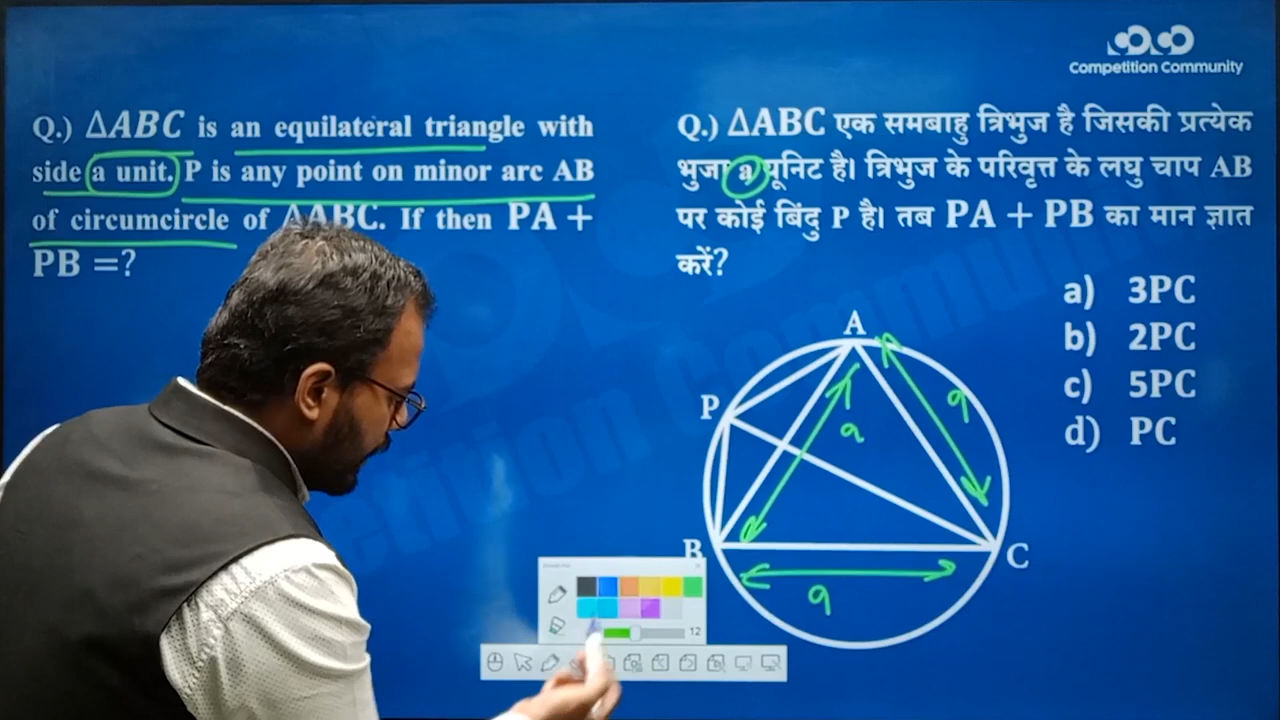 Competition Community
Q.) ΔABC is an equilateral triangle with
side a unit. P is any point on minor arc AB
of circumcircle of ΔABC. If then PA +
PB =?
Q.) ΔABC एक समबाहु त्रिभुज है जिसकी प्रत्येक
भुजा a यूनिट है। त्रिभुज के परिवृत्त के लघु चाप AB
पर कोई बिंदु P है। तब PA + PB का मान ज्ञात
करें?
a) 3PC
b) 2PC
c) 5PC
d) PC
A
P
a
a
B
C
a
12